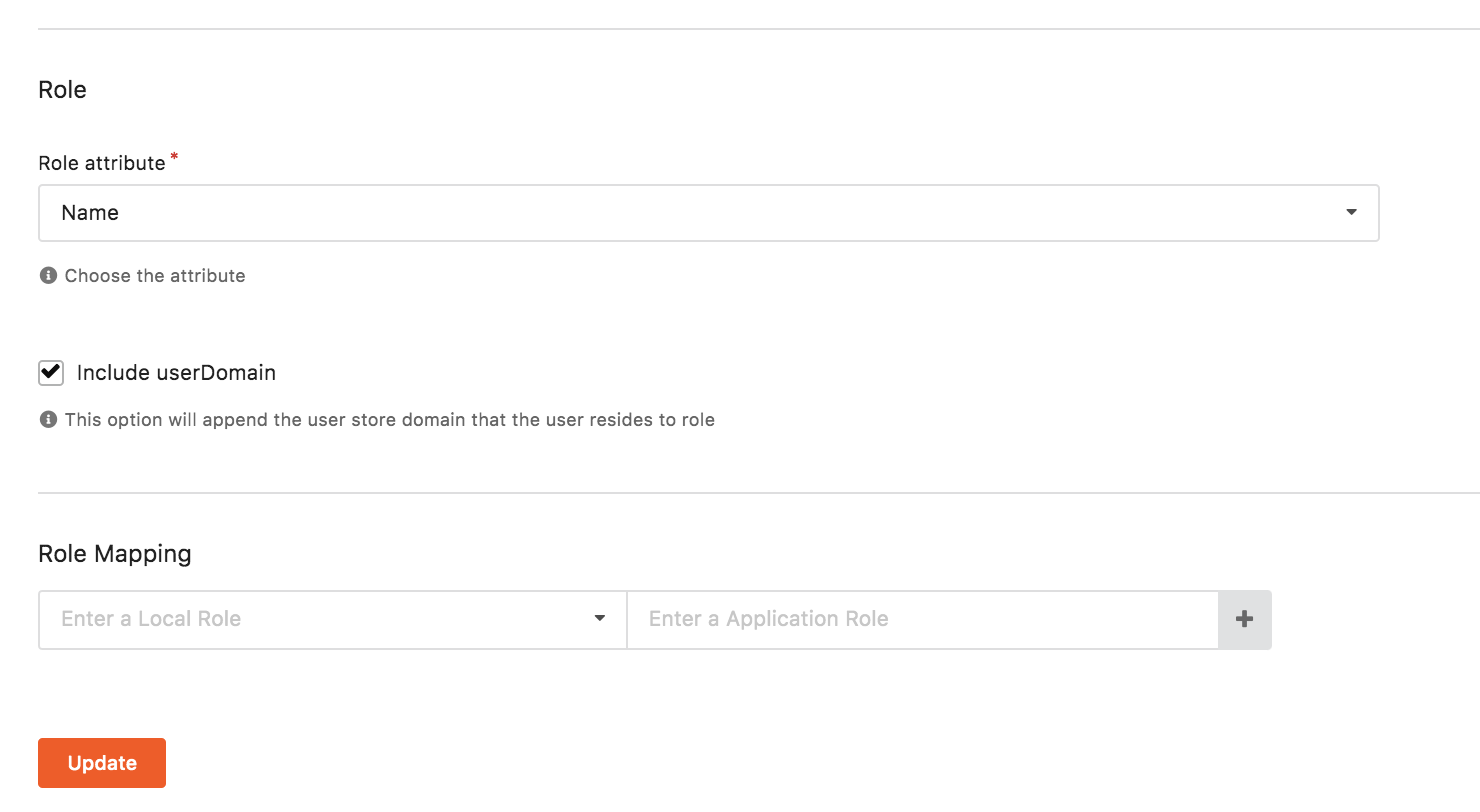 Role
Role attribute *
Name
Choose the attribute
Include userDomain
This option will append the user store domain that the user resides to role
Role Mapping
Enter a Local Role
Enter a Application Role
Update